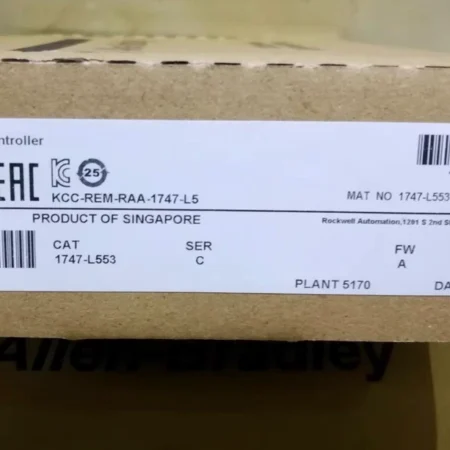 ntroller
EAC
25
KCC-REM-RAA-1747-L5
MAT NO 1747-L553
PRODUCT OF SINGAPORE
Rockwell Automation,1201 S 2nd S
CAT
SER
FW
1747-L553
C
A
PLANT 5170
DA
Allen-Bradley